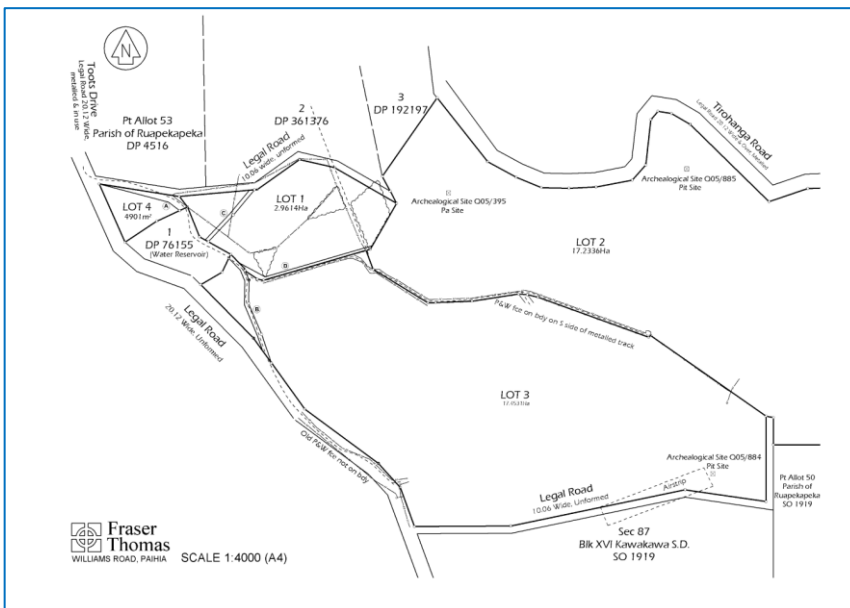 N
Toots Drive
Legal Road 20.12 Wide,
metalled & in use
Pt Allot 53
Parish of Ruapekapeka
DP 4516
2
DP 361376
3
DP 192197
Legal Road
10.06 wide, unformed
Tirohanga Road
Legal Road 20.12 Wide &
Archealogical Site Q05/885
Pit Site
Archealogical Site Q05/395
Pa Site
LOT 1
2.9614Ha
LOT 2
17.2336Ha
LOT 4
4901m²
A
C
1
DP 76155
(Water Reservoir)
D
B
Legal Road
20.12 Wide, Unformed
P&W fce on bdy on S side of metalled track
LOT 3
Old P&W fce not on bdy
Archealogical Site Q05/884
Pit Site
Airstrip
Legal Road
10.06 Wide, Unformed
Pt Allot 50
Parish of
Ruapekapeka
SO 1919
Sec 87
Blk XVI Kawakawa S.D.
SO 1919
Fraser
Thomas
WILLIAMS ROAD, PAIHIA
SCALE 1:4000 (A4)